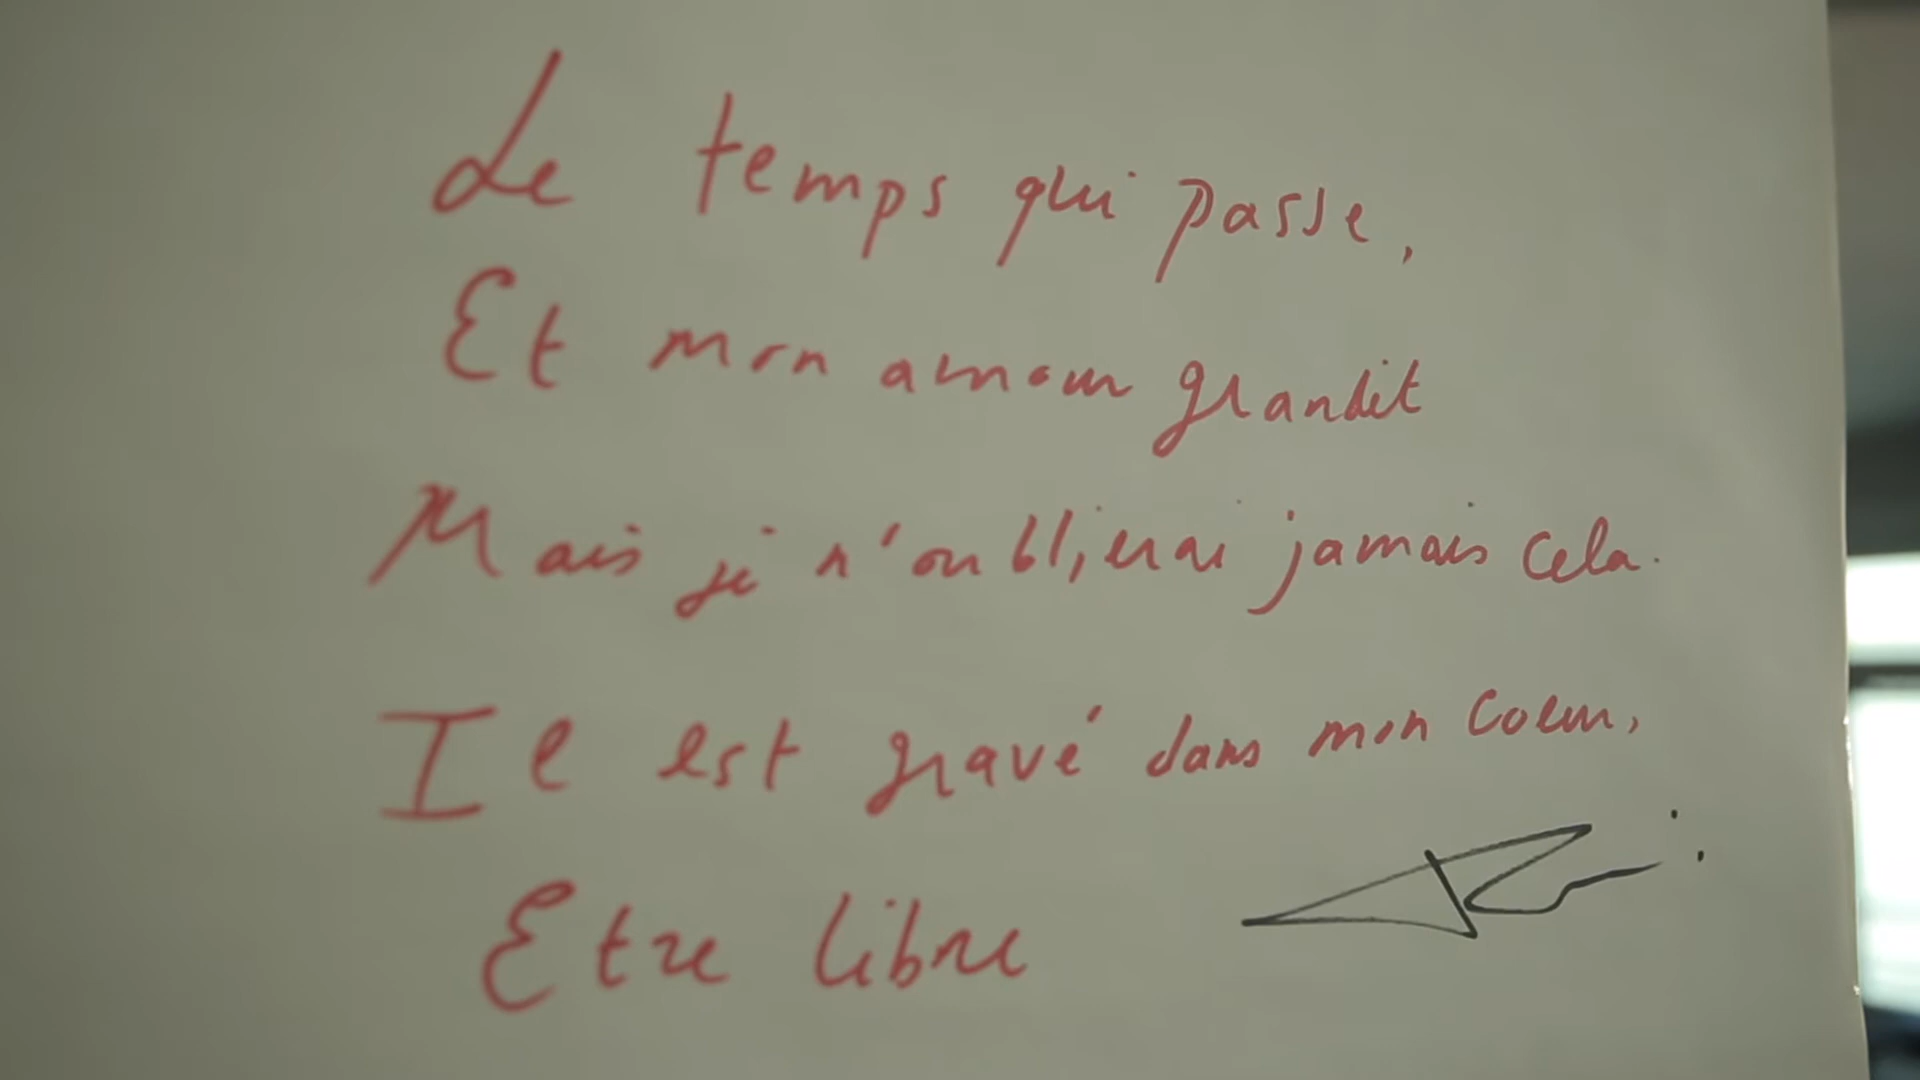 Le temps qui passe,
Et mon amour grandit
Mais je n'oublierai jamais cela.
Il est gravé dans mon coeur,
Etre libre